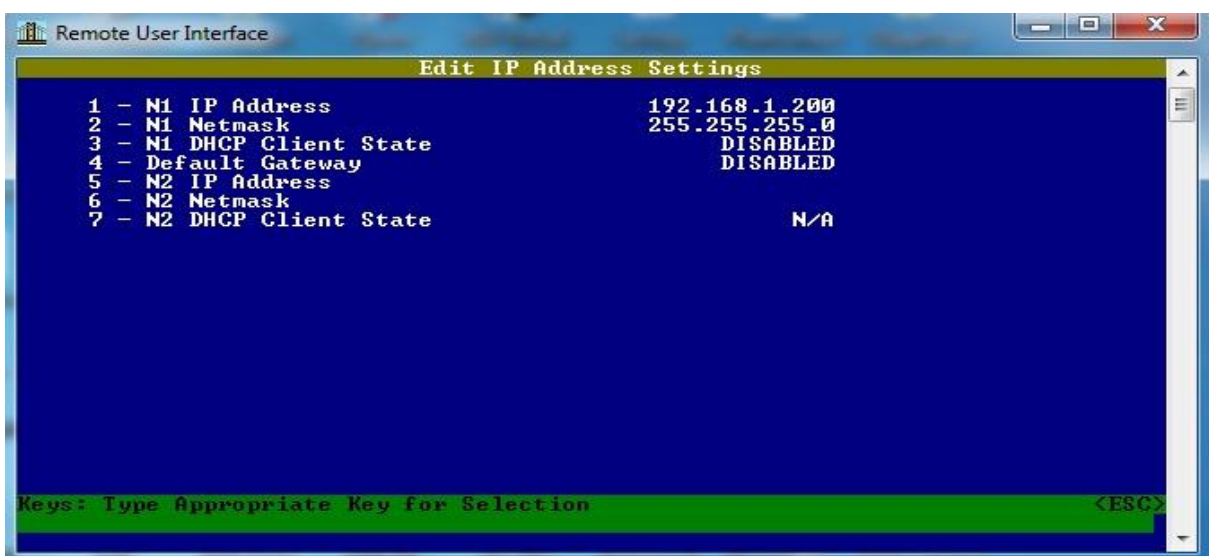 Remote User Interface
Edit IP Address Settings
1 - N1 IP Address 192.168.1.200
2 - N1 Netmask 255.255.255.0
3 - N1 DHCP Client State DISABLED
4 - Default Gateway DISABLED
5 - N2 IP Address
6 - N2 Netmask
7 - N2 DHCP Client State N/A
Keys: Type Appropriate Key for Selection <ESC>